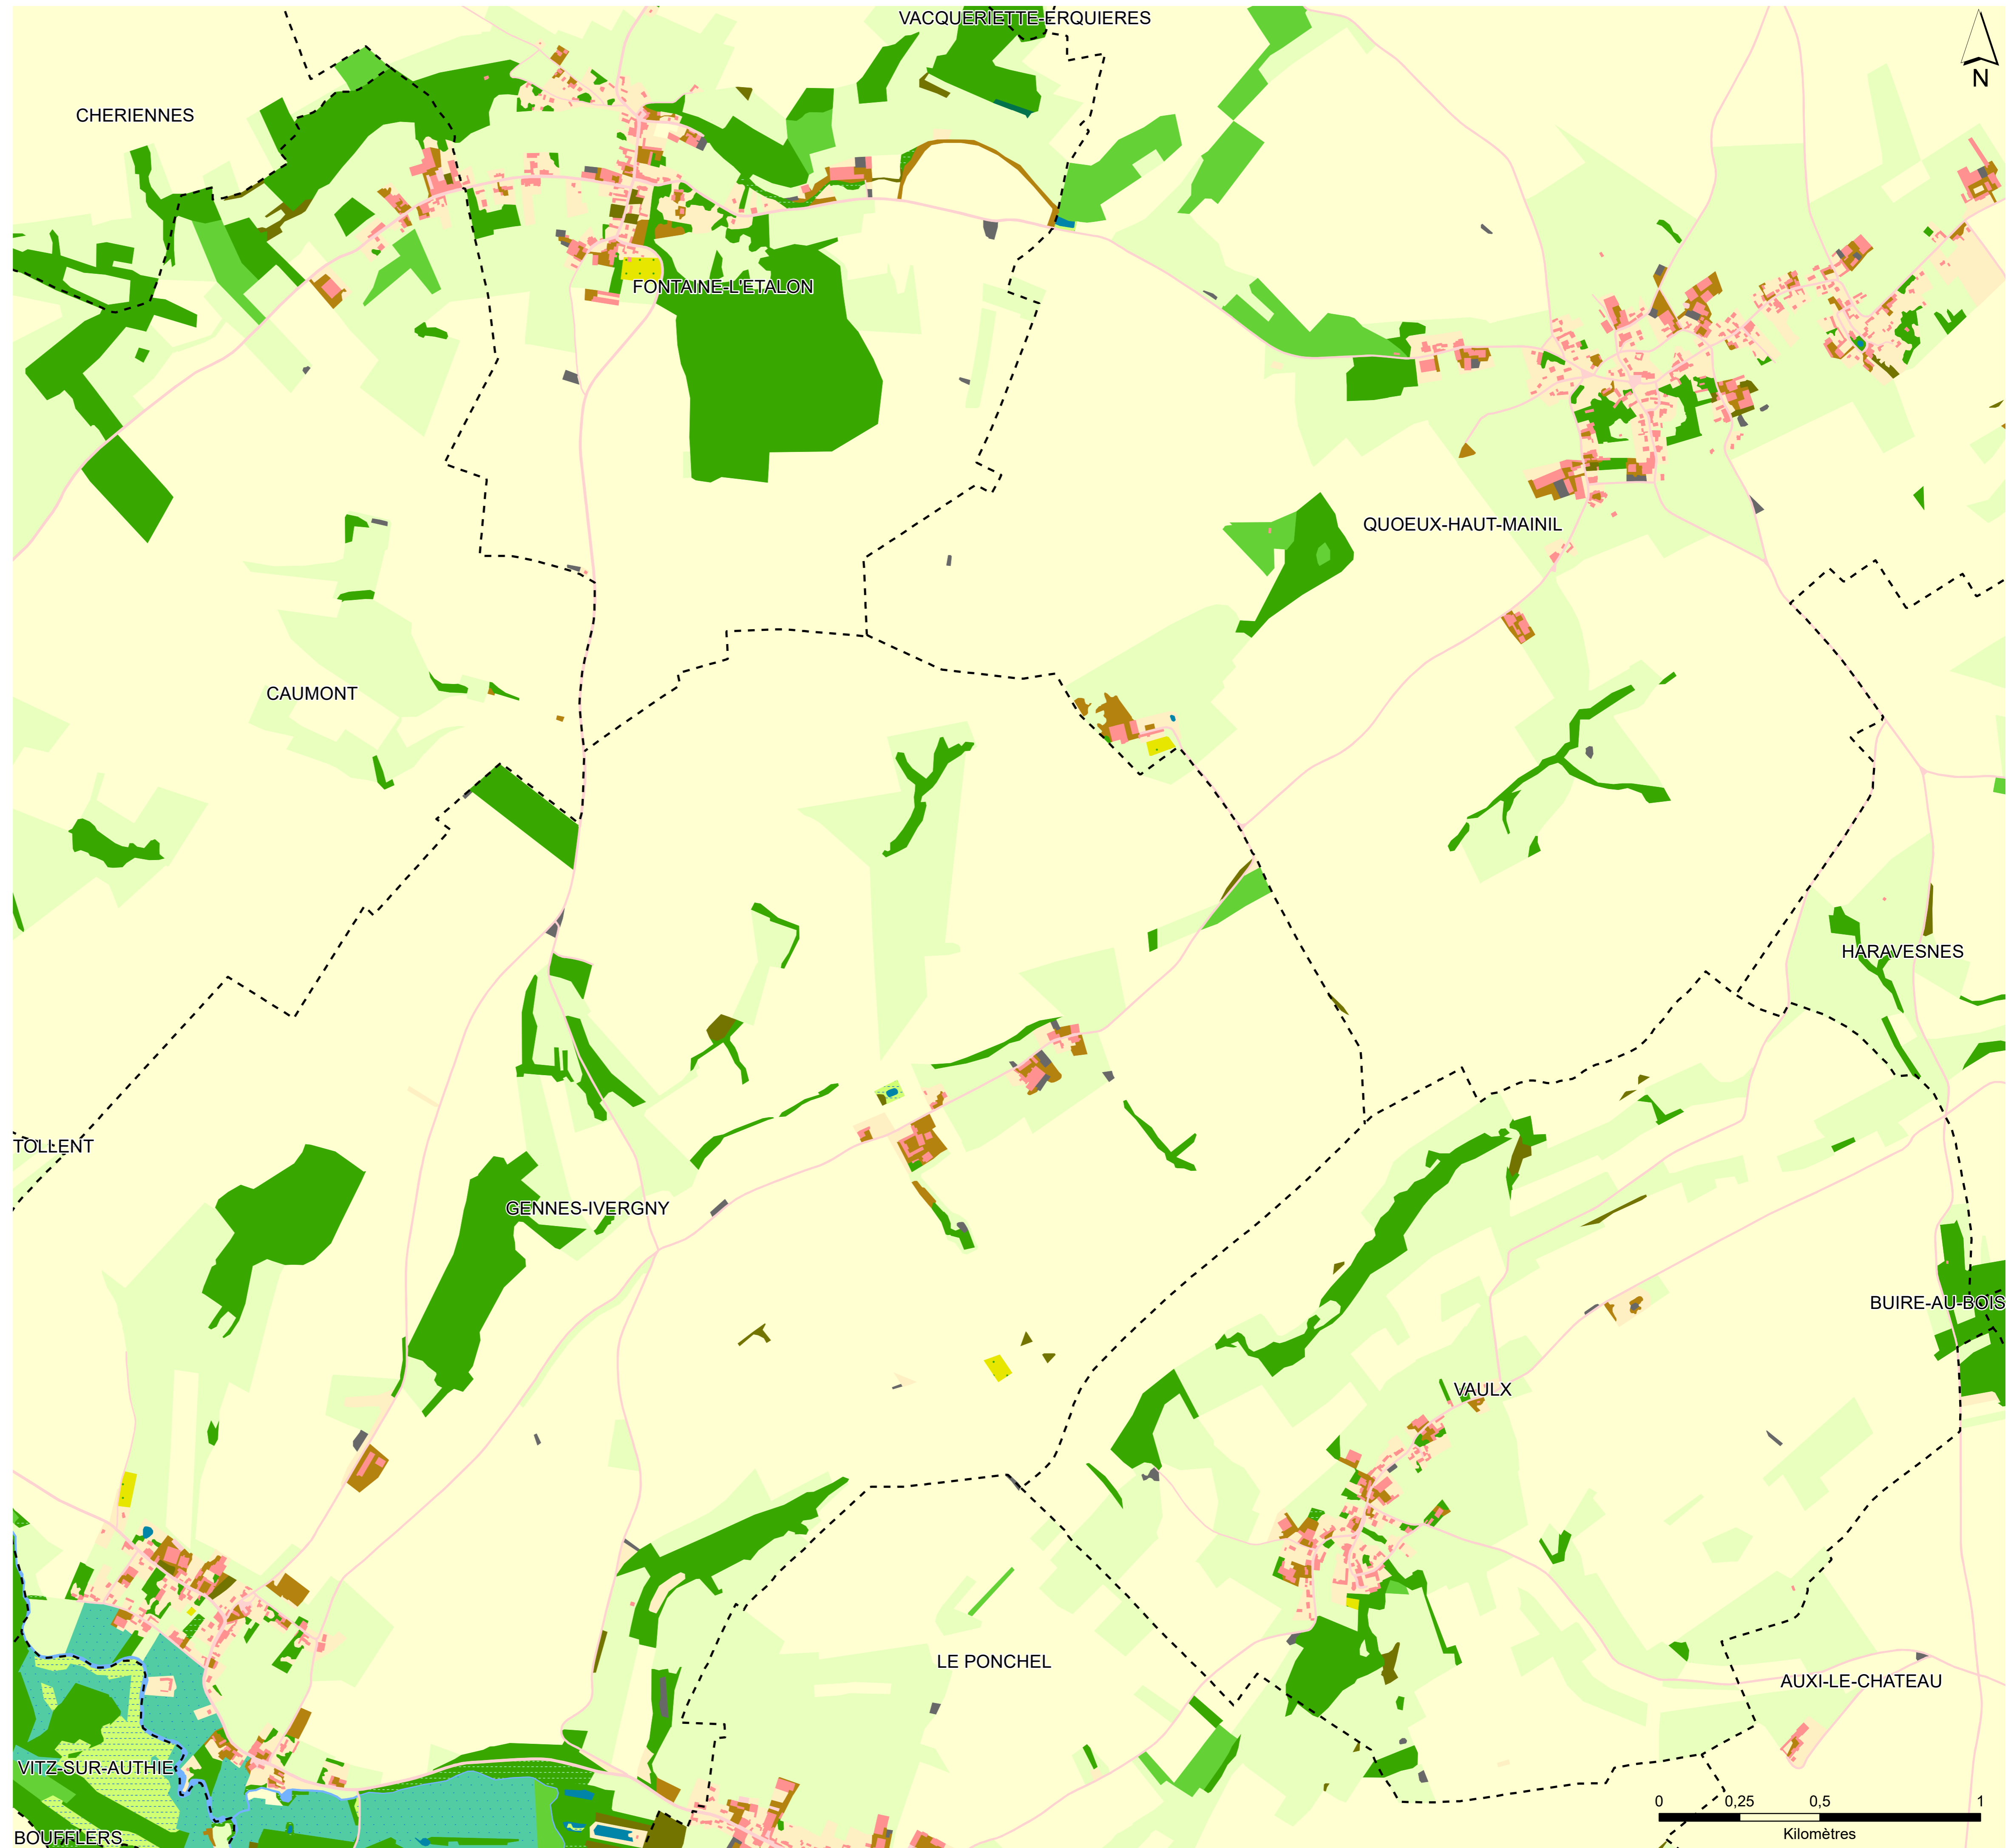 VACQUERIETTE-ERQUIERES
N
CHERIENNES
FONTAINE-L'ETALON
QUOEUX-HAUT-MAINIL
CAUMONT
HARAVESNES
TOLLENT
GENNES-IVERGNY
BUIRE-AU-BOIS
VAULX
LE PONCHEL
AUXI-LE-CHATEAU
VITZ-SUR-AUTHIE
0 0,25 0,5 1
Kilomètres
BOUFFLERS